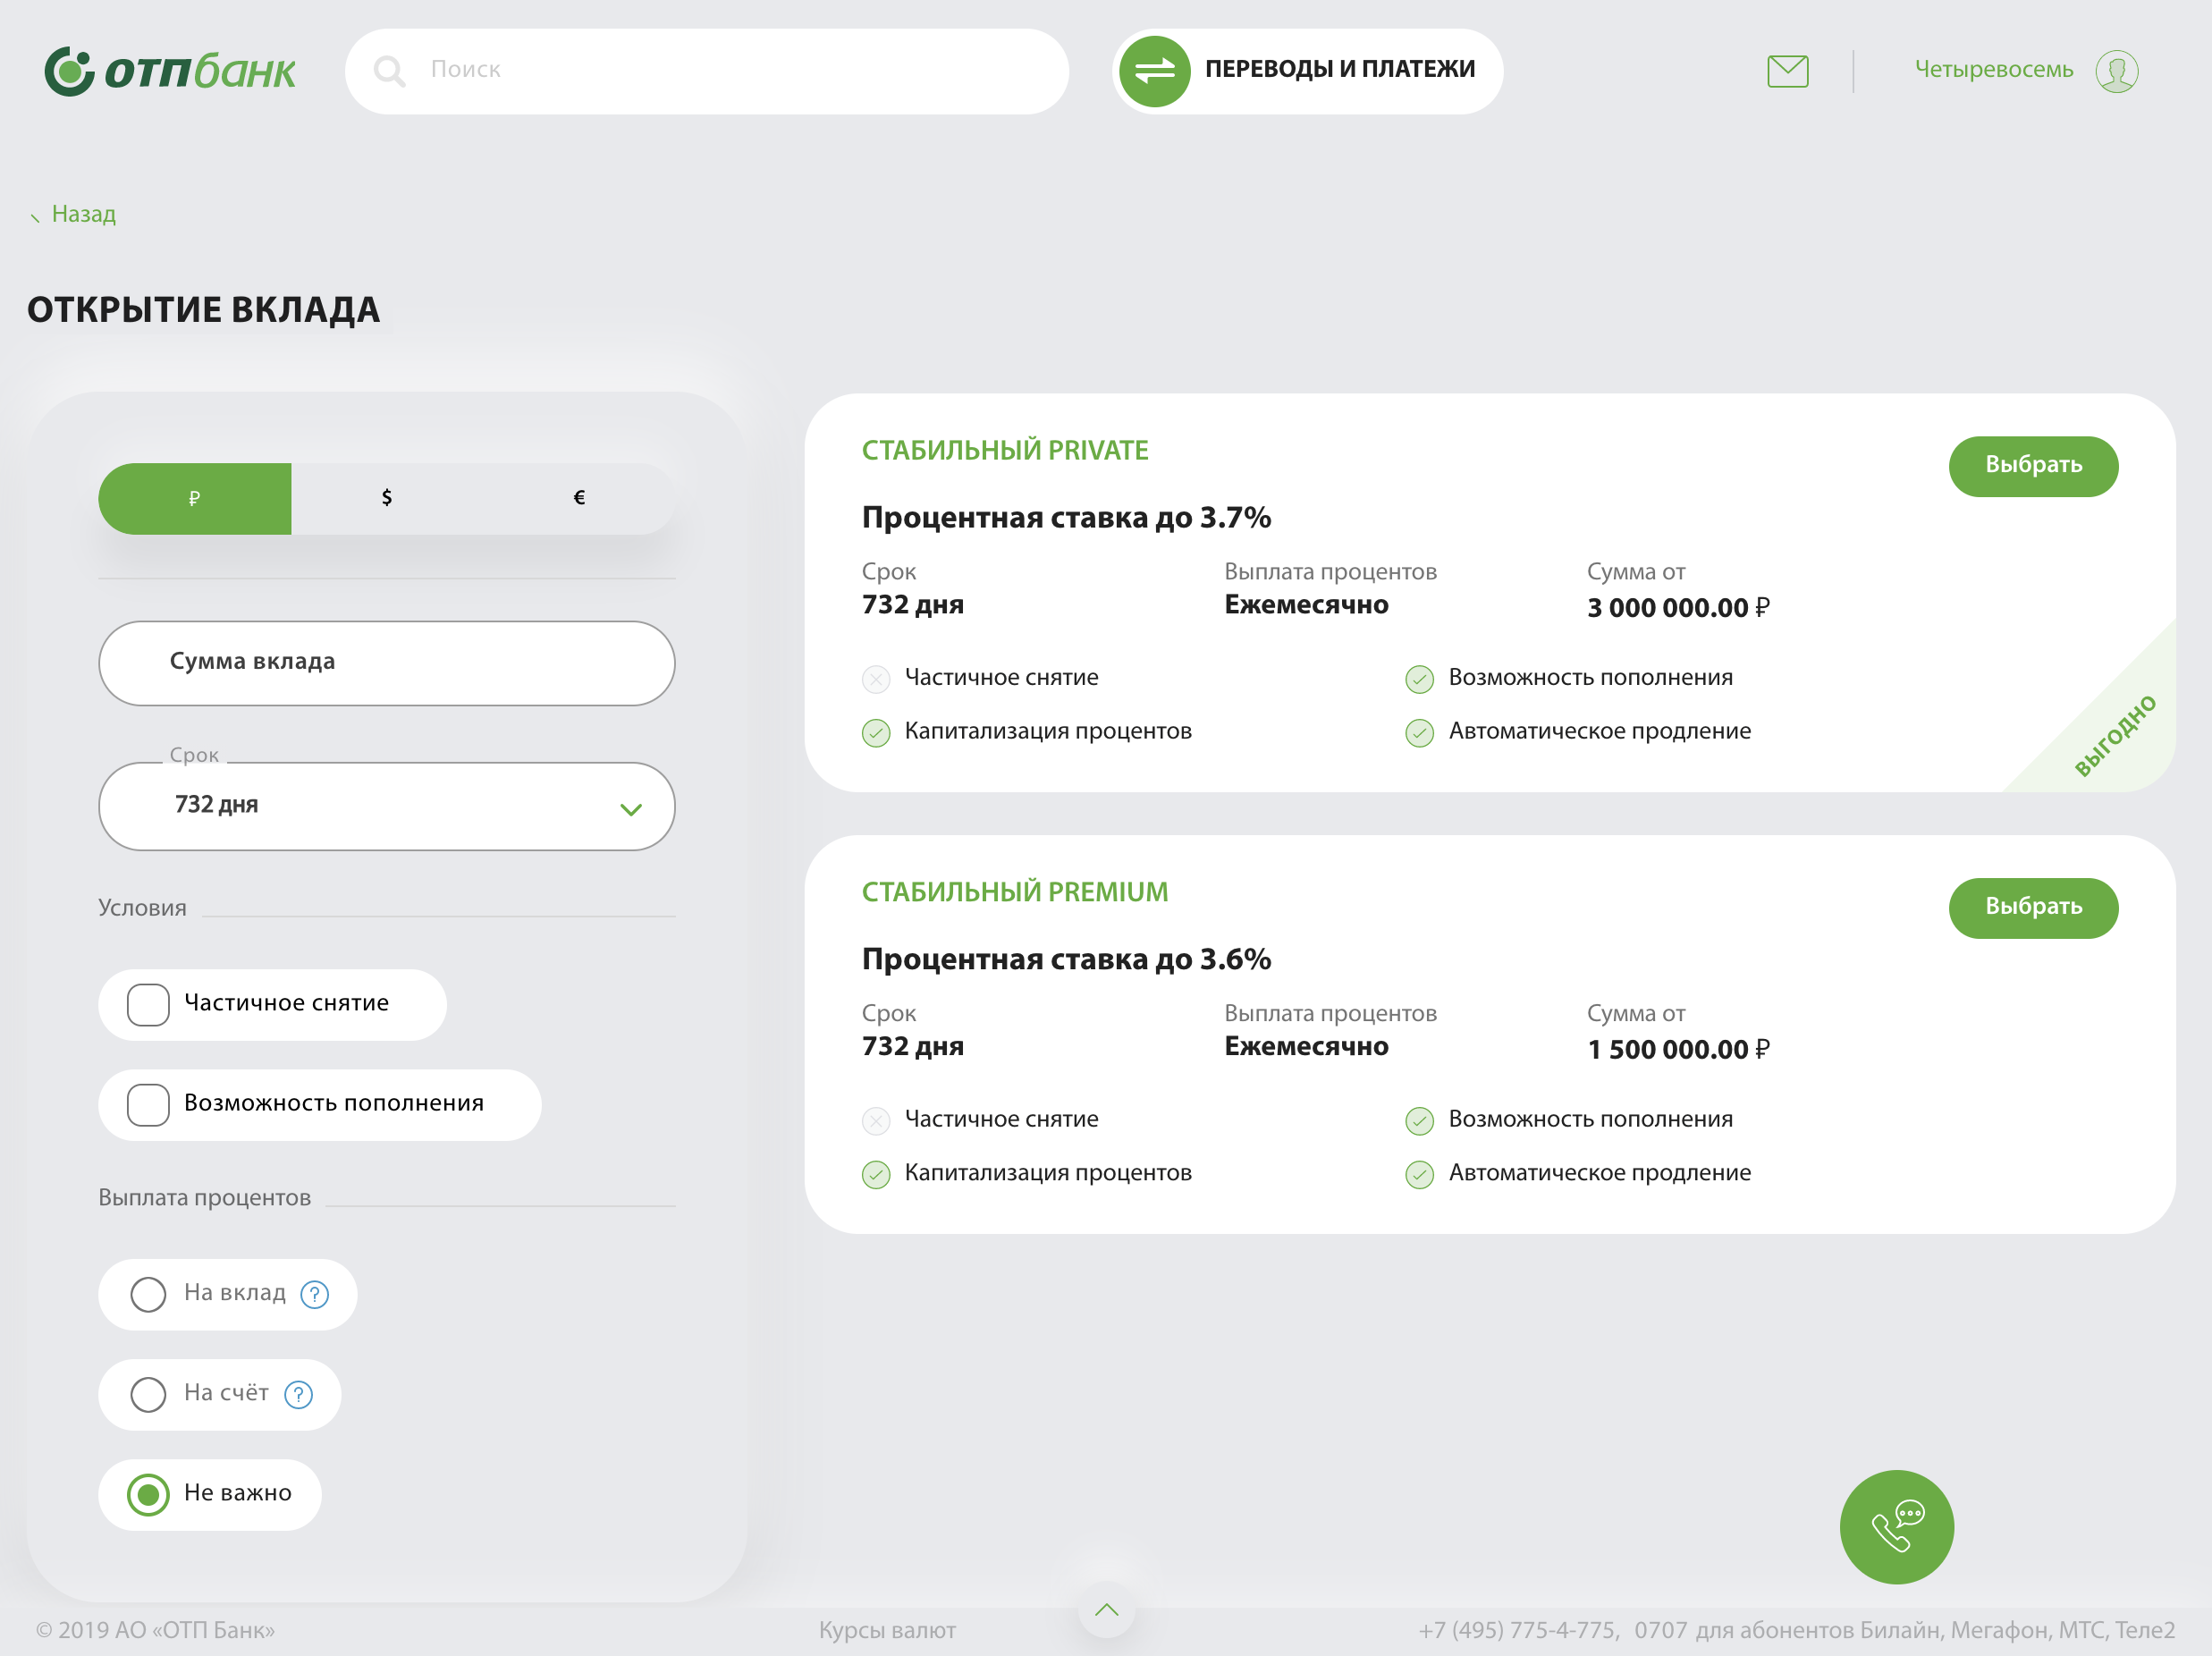 отпбанк
Поиск
ПЕРЕВОДЫ И ПЛАТЕЖИ
Четыревосемь
Назад
ОТКРЫТИЕ ВКЛАДА
₽ $ €
Сумма вклада
Срок
732 дня
Условия
Частичное снятие
Возможность пополнения
Выплата процентов
На вклад ?
На счёт ?
Не важно
СТАБИЛЬНЫЙ PRIVATE
Выбрать
Процентная ставка до 3.7%
Срок Выплата процентов Сумма от
732 дня Ежемесячно 3 000 000.00 ₽
Частичное снятие Возможность пополнения
Капитализация процентов Автоматическое продление
ВЫГОДНО
СТАБИЛЬНЫЙ PREMIUM
Выбрать
Процентная ставка до 3.6%
Срок Выплата процентов Сумма от
732 дня Ежемесячно 1 500 000.00 ₽
Частичное снятие Возможность пополнения
Капитализация процентов Автоматическое продление
© 2019 АО «ОТП Банк» Курсы валют +7 (495) 775-4-775, 0707 для абонентов Билайн, Мегафон, МТС, Теле2